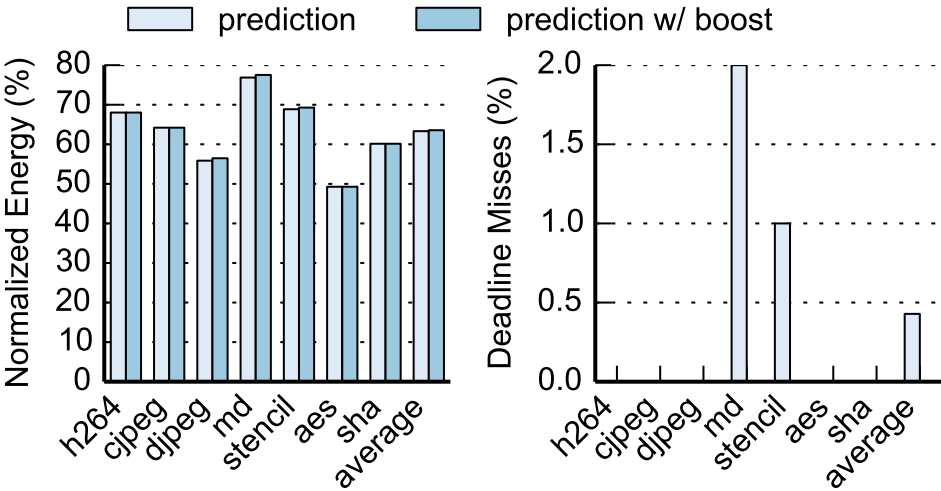 prediction
prediction w/ boost
Normalized Energy (%)
80
70
60
50
40
30
20
10
0
h264
cjpeg
djpeg
md
stencil
aes
sha
average
Deadline Misses (%)
2.0
1.5
1.0
0.5
0.0
h264
cjpeg
djpeg
md
stencil
aes
sha
average